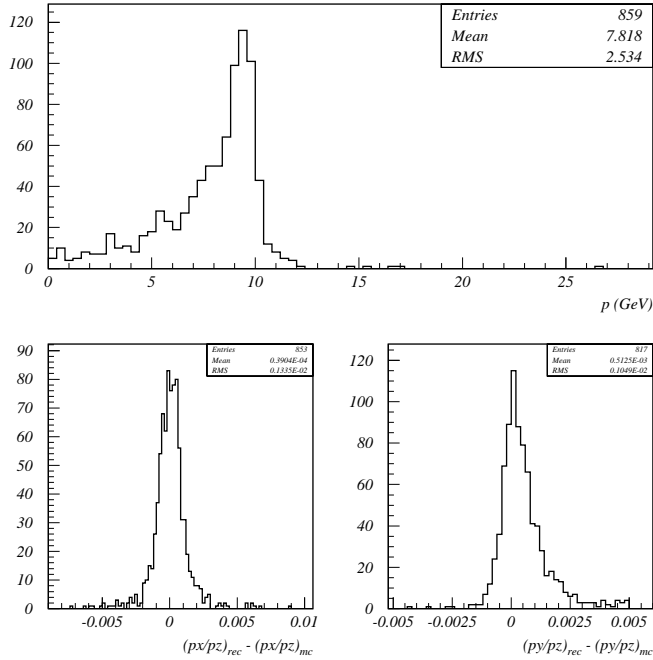 120
100
80
60
40
20
0
Entries 859
Mean 7.818
RMS 2.534
0 5 10 15 20 25
p (GeV)
90
80
70
60
50
40
30
20
10
0
Entries 853
Mean 0.3904E-04
RMS 0.1335E-02
-0.005 0 0.005 0.01
(px/pz)rec - (px/pz)mc
120
100
80
60
40
20
0
Entries 817
Mean 0.5125E-03
RMS 0.1049E-02
-0.005 -0.0025 0 0.0025 0.005
(py/pz)rec - (py/pz)mc